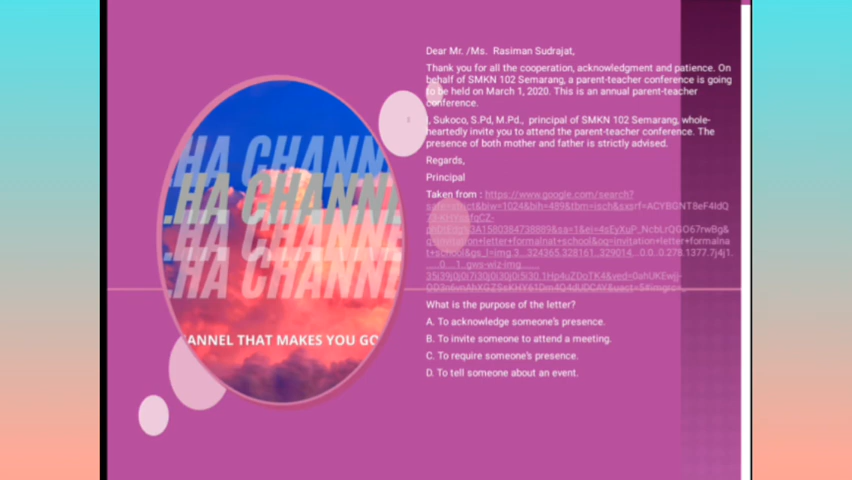 .HA CHANN
.HA CHANNE
.HA CHANNE
.HA CHANNE
ANNEL THAT MAKES YOU GO
Dear Mr. /Ms. Rasiman Sudrajat,
Thank you for all the cooperation, acknowledgment and patience. On
behalf of SMKN 102 Semarang, a parent-teacher conference is going
to be held on March 1, 2020. This is an annual parent-teacher
conference.
I, Sukoco, S.Pd, M.Pd., principal of SMKN 102 Semarang, whole-
heartedly invite you to attend the parent-teacher conference. The
presence of both mother and father is strictly advised.
Regards,
Principal
Taken from : https://www.google.com/search?
What is the purpose of the letter?
A. To acknowledge someone's presence.
B. To invite someone to attend a meeting.
C. To require someone's presence.
D. To tell someone about an event.